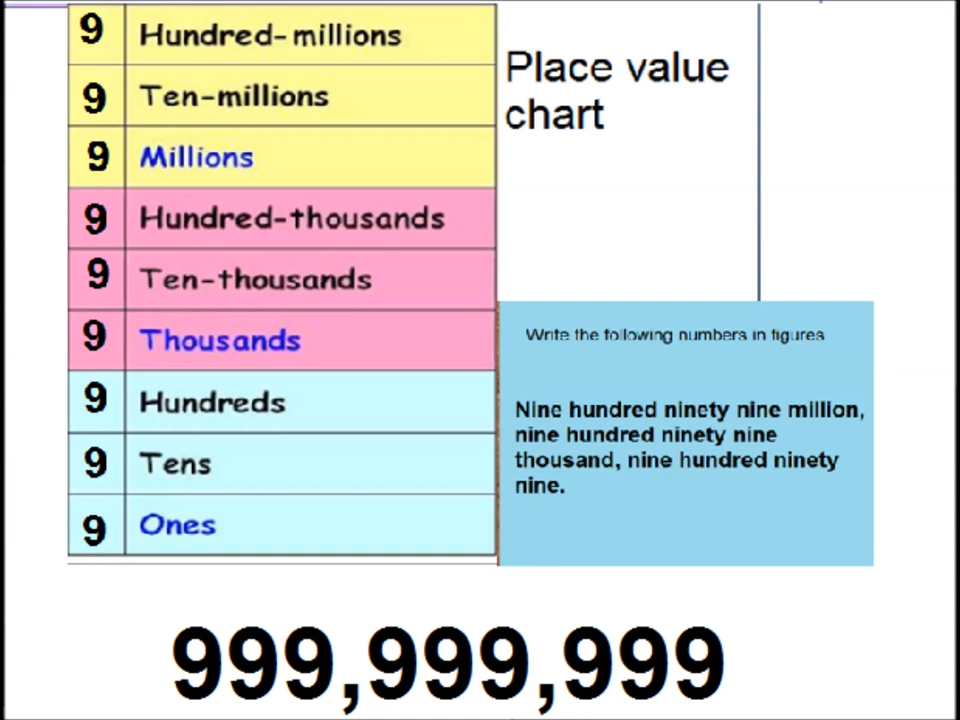 9 Hundred-millions
9 Ten-millions
9 Millions
9 Hundred-thousands
9 Ten-thousands
9 Thousands
9 Hundreds
9 Tens
9 Ones
Place value
chart
Write the following numbers in figures
Nine hundred ninety nine million,
nine hundred ninety nine
thousand, nine hundred ninety
nine.
999,999,999